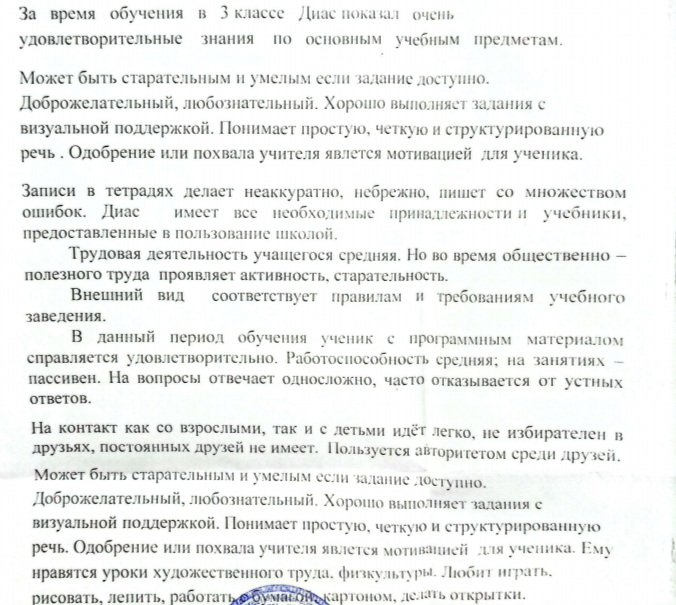 За время обучения в 3 классе Диас показал очень
удовлетворительные знания по основным учебным предметам.
Может быть старательным и умелым если задание доступно.
Доброжелательный, любознательный. Хорошо выполняет задания с
визуальной поддержкой. Понимает простую, четкую и структурированную
речь . Одобрение или похвала учителя явлется мотивацией для ученика.
Записи в тетрадях делает неаккуратно, небрежно, пишет со множеством
ошибок. Диас имеет все необходимые принадлежности и учебники,
предоставленные в пользование школой.
Трудовая деятельность учащегося средняя. Но во время общественно –
полезного труда проявляет активность, старательность.
Внешний вид соответствует правилам и требованиям учебного
заведения.
В данный период обучения ученик с программным материалом
справляется удовлетворительно. Работоспособность средняя; на занятиях –
пассивен. На вопросы отвечает односложно, часто отказывается от устных
ответов.
На контакт как со взрослыми, так и с детьми идёт легко, не избирателен в
друзьях, постоянных друзей не имеет. Пользуется авторитетом среди друзей.
Может быть старательным и умелым если задание доступно.
Доброжелательный, любознательный. Хорошо выполняет задания с
визуальной поддержкой. Понимает простую, четкую и структурированную
речь. Одобрение или похвала учителя явлется мотивацией для ученика. Ему
нравятся уроки художественного труда, физкультуры. Любит играть,
рисовать, лепить, работать бумагой, картоном, делать открытки.